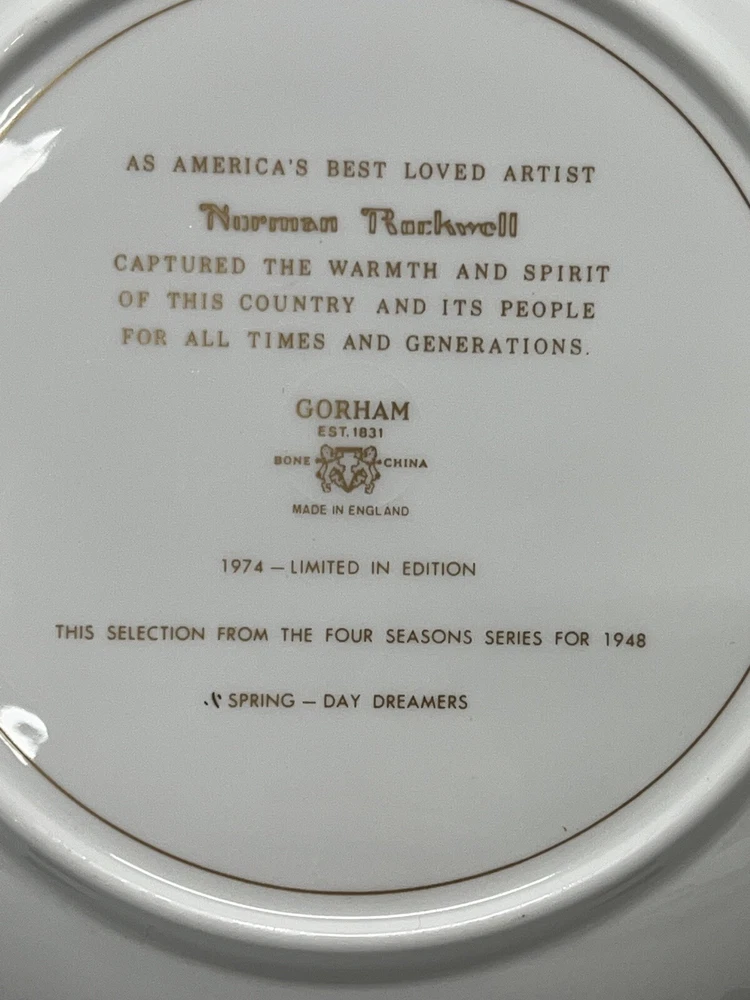 AS AMERICA'S BEST LOVED ARTIST
Norman Rockwell
CAPTURED THE WARMTH AND SPIRIT
OF THIS COUNTRY AND ITS PEOPLE
FOR ALL TIMES AND GENERATIONS.
GORHAM
EST. 1831
BONE CHINA
MADE IN ENGLAND
1974 — LIMITED IN EDITION
THIS SELECTION FROM THE FOUR SEASONS SERIES FOR 1948
SPRING — DAY DREAMERS